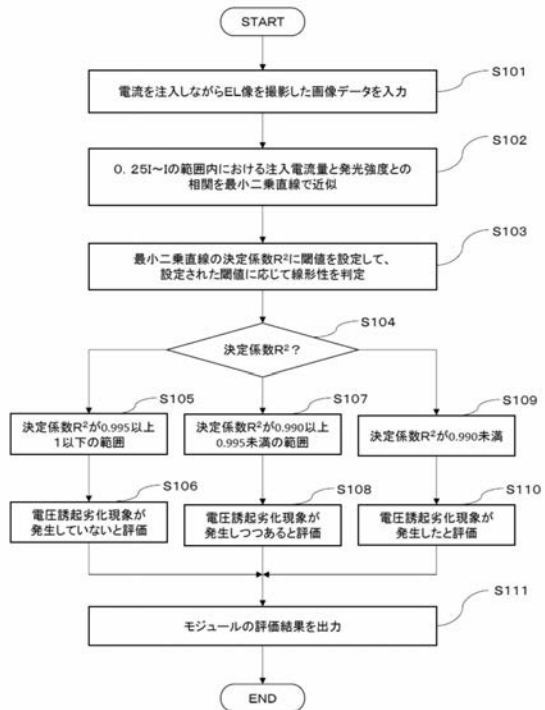 START
S101
電流を注入しながらEL像を撮影した画像データを入力
S102
0.25I~Iの範囲内における注入電流量と発光強度との
相関を最小二乗直線で近似
S103
最小二乗直線の決定係数R²に閾値を設定して、
設定された閾値に応じて線形性を判定
S104
決定係数R²?
S105
決定係数R²が0.995以上
1以下の範囲
S107
決定係数R²が0.990以上
0.995未満の範囲
S109
決定係数R²が0.990未満
S106
電圧誘起劣化現象が
発生していないと評価
S108
電圧誘起劣化現象が
発生しつつあると評価
S110
電圧誘起劣化現象が
発生したと評価
S111
モジュールの評価結果を出力
END